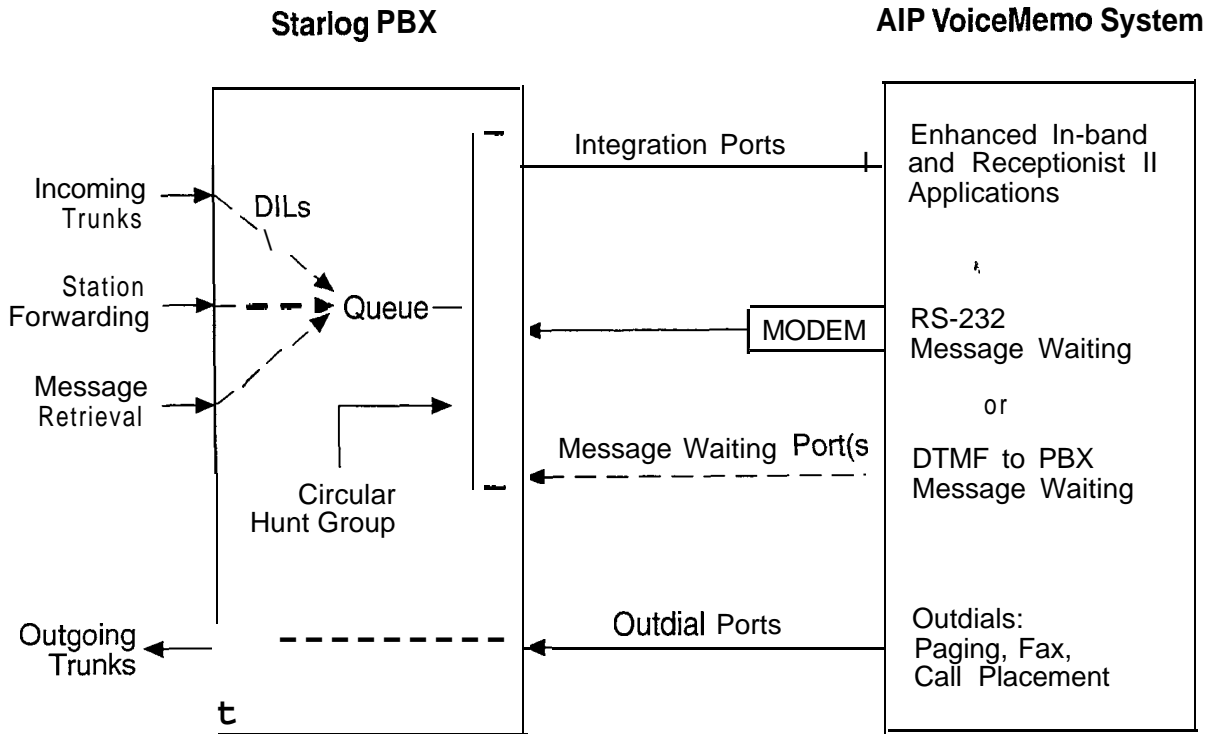 Starlog PBX
AIP VoiceMemo System
Incoming
Trunks
DILs
Station
Forwarding
Queue
Message
Retrieval
Circular
Hunt Group
Outgoing
Trunks
t
Integration Ports
MODEM
Message Waiting Port(s
Outdial Ports
Enhanced In-band
and Receptionist II
Applications
RS-232
Message Waiting
or
DTMF to PBX
Message Waiting
Outdials:
Paging, Fax,
Call Placement